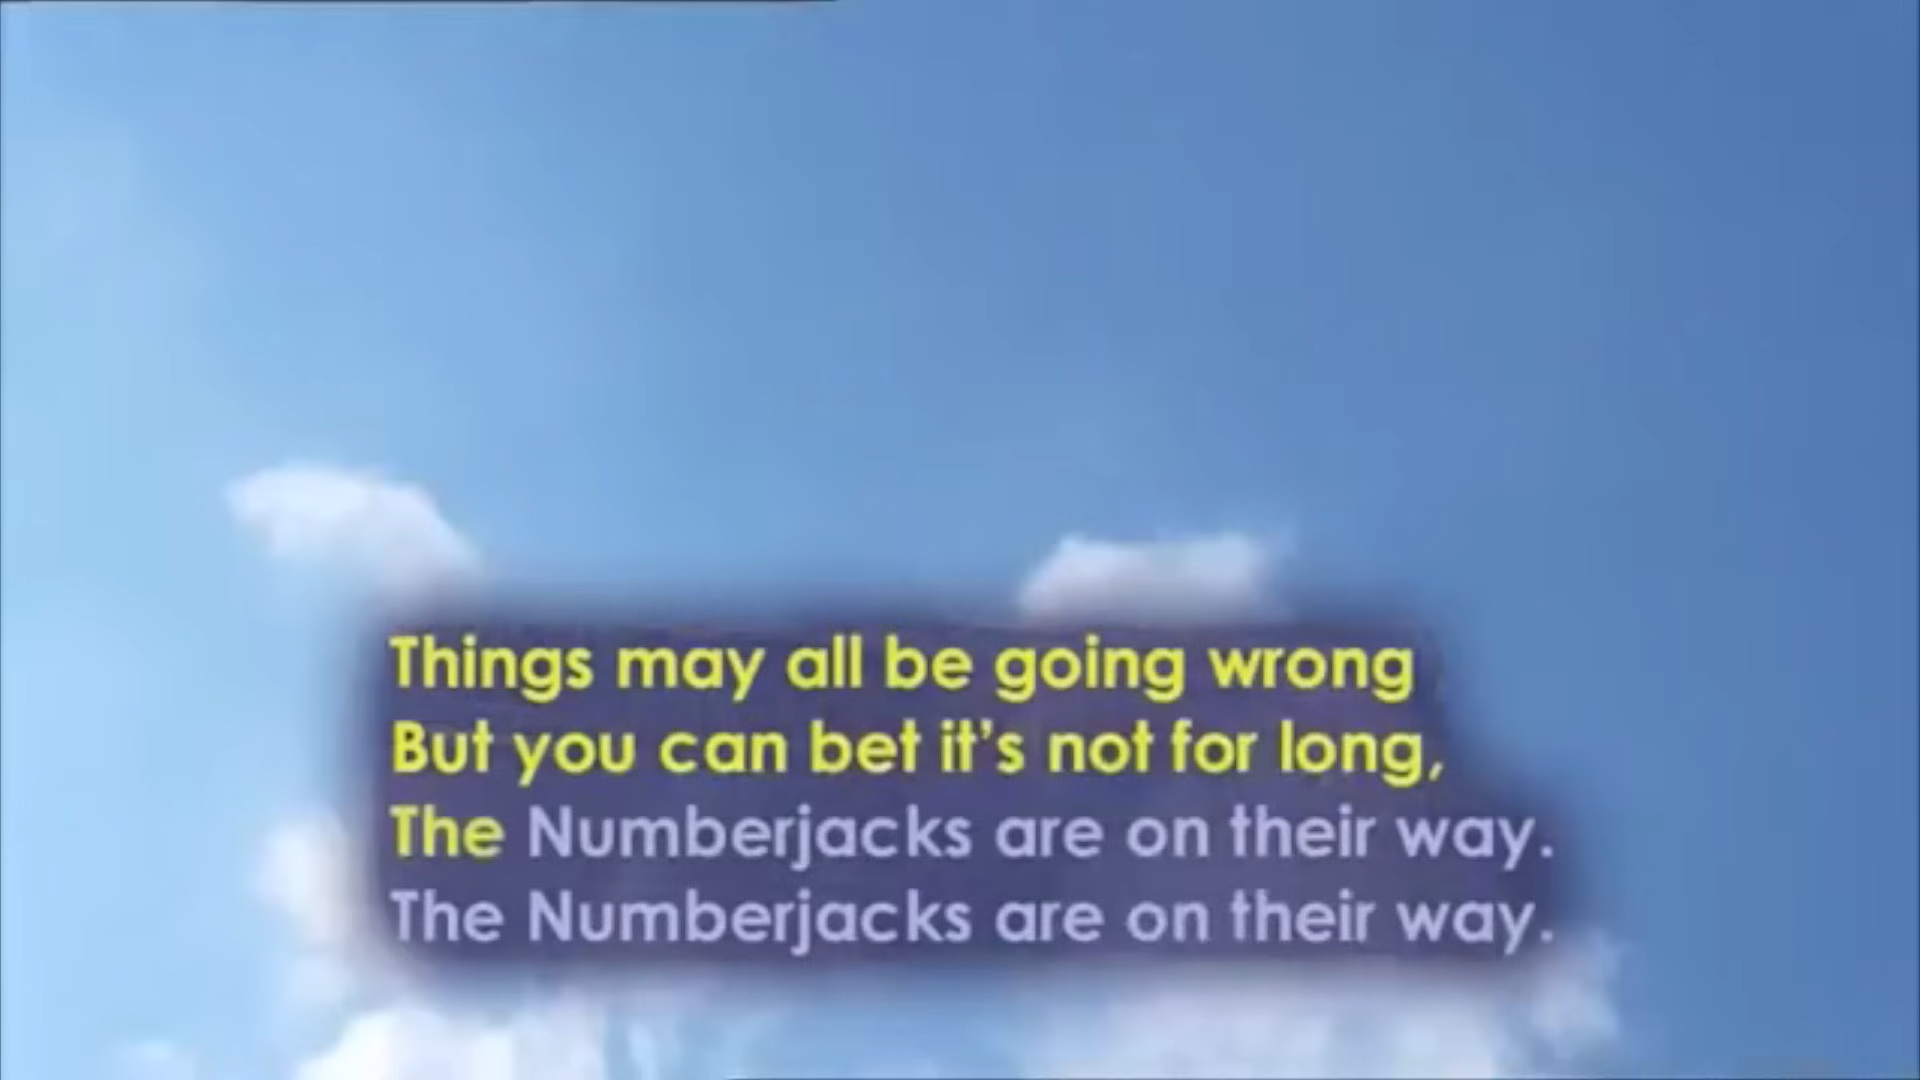 Things may all be going wrong
But you can bet it's not for long,
The Numberjacks are on their way.
The Numberjacks are on their way.